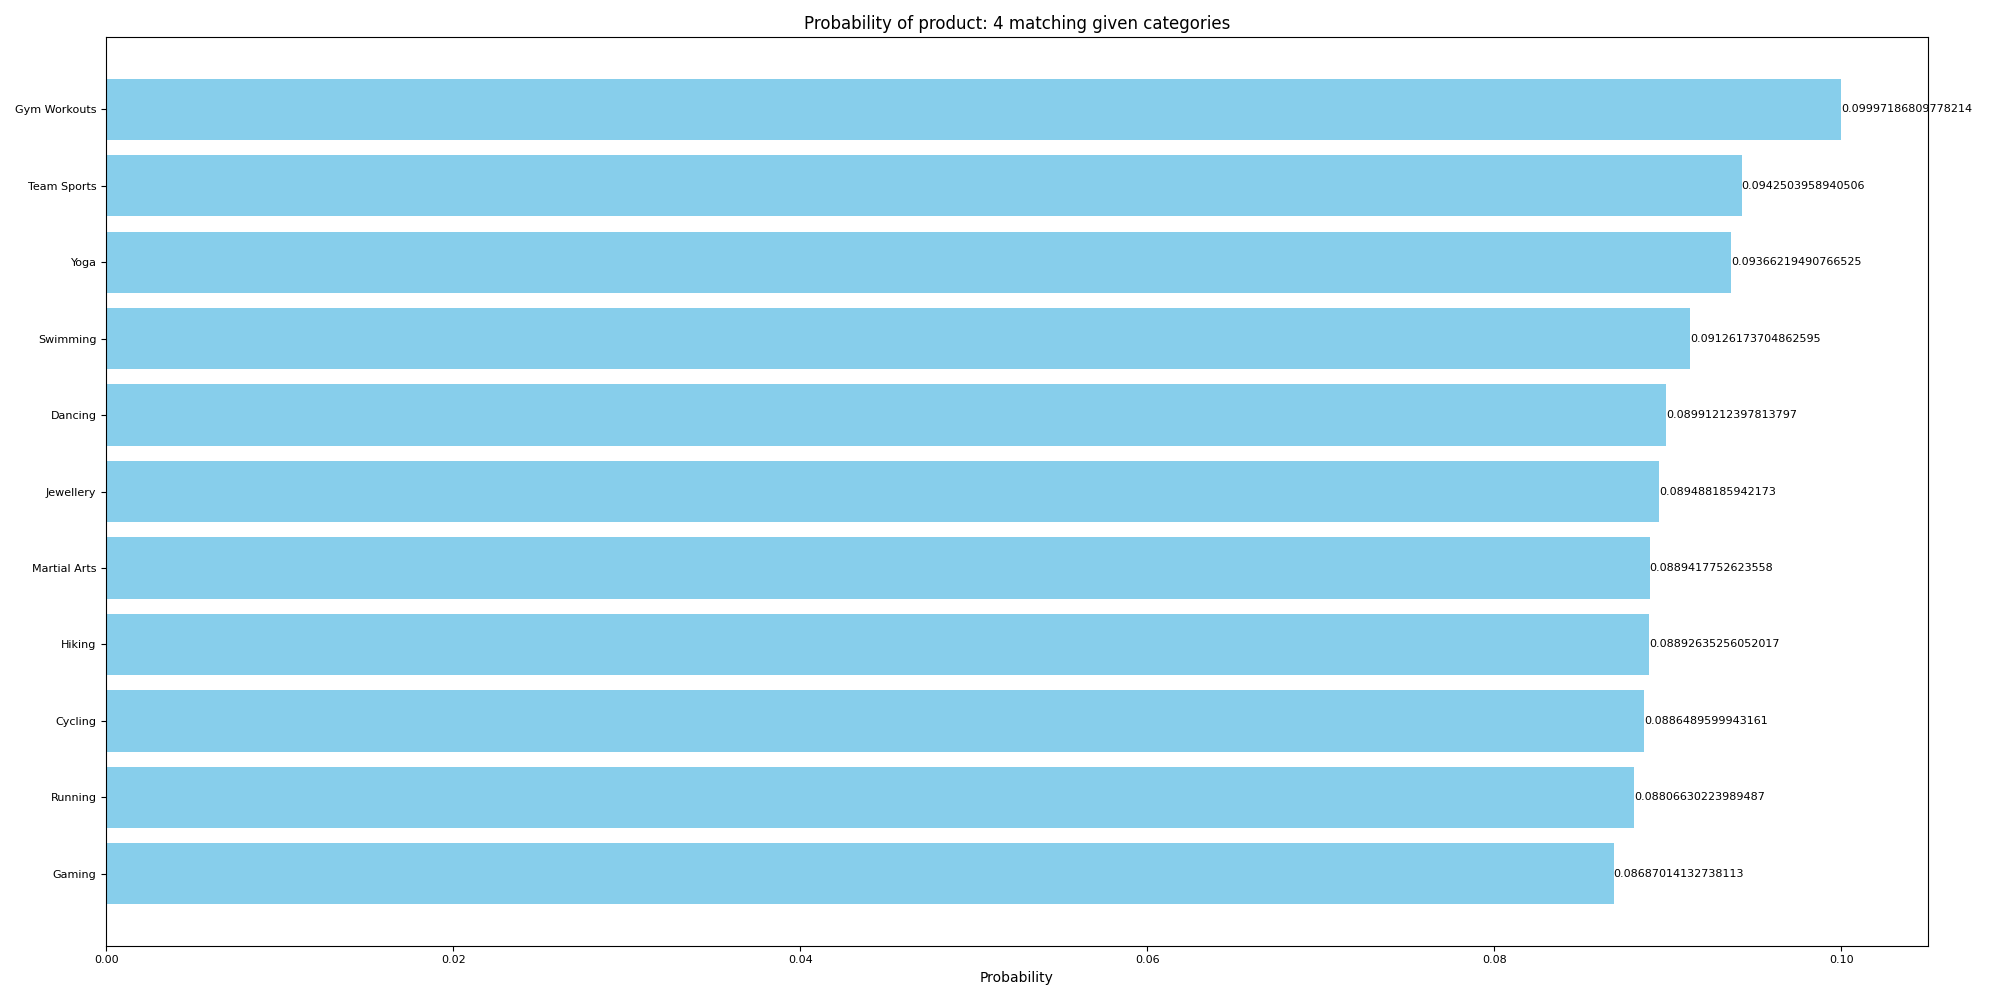 Probability of product: 4 matching given categories
Gym Workouts 0.09997186809778214
Team Sports 0.0942503958940506
Yoga 0.09366219490766525
Swimming 0.09126173704862595
Dancing 0.08991212397813797
Jewellery 0.089488185942173
Martial Arts 0.0889417752623558
Hiking 0.08892635256052017
Cycling 0.0886489599943161
Running 0.08806630223989487
Gaming 0.08687014132738113
0.00 0.02 0.04 0.06 0.08 0.10
Probability